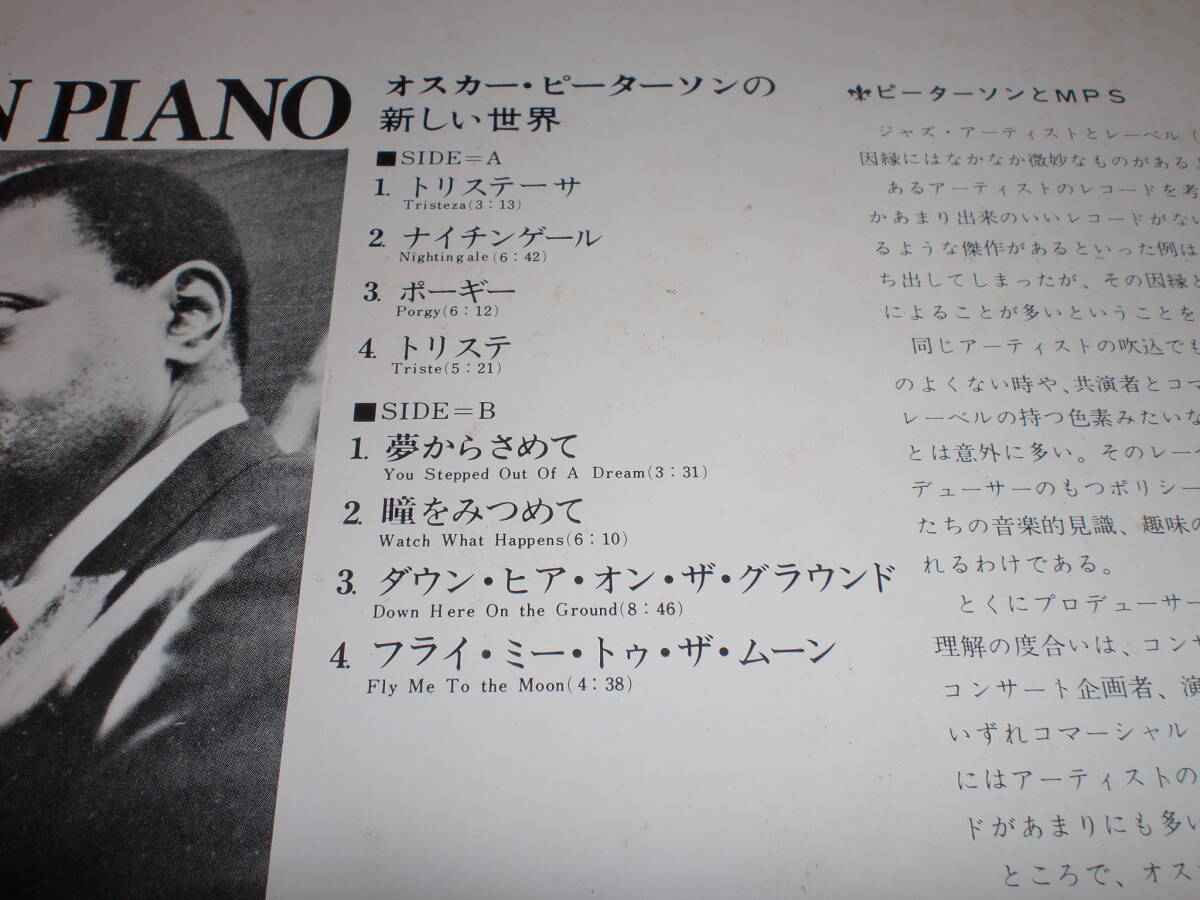 N PIANO
オスカー・ピーターソンの
新しい世界
■SIDE=A
1. トリステーサ
Tristeza(3:13)
2. ナイチンゲール
Nightingale(6:42)
3. ポーギー
Porgy(6:12)
4. トリステ
Triste(5:21)
■SIDE=B
1. 夢からさめて
You Stepped Out Of A Dream(3:31)
2. 瞳をみつめて
Watch What Happens(6:10)
3. ダウン・ヒア・オン・ザ・グラウンド
Down Here On the Ground(8:46)
4. フライ・ミー・トゥ・ザ・ムーン
Fly Me To the Moon(4:38)
ピーターソンとMPS
ジャズ・アーティストとレーベル
因縁にはなかなか微妙なものがある
あるアーティストのレコードを考
かあまり出来のいいレコードがない
るような傑作があるといった例は
ち出してしまったが、その因縁と
によることが多いということを
同じアーティストの吹込でも
のよくない時や、共演者とコマ
レーベルの持つ色素みたいな
とは意外に多い。そのレーベ
デューサーのもつポリシー
たちの音楽的見識、趣味の
れるわけである。
とくにプロデューサー
理解の度合いは、コンサ
コンサート企画者、演
いずれコマーシャル
にはアーティストの
ドがあまりにも多い
ところで、オス